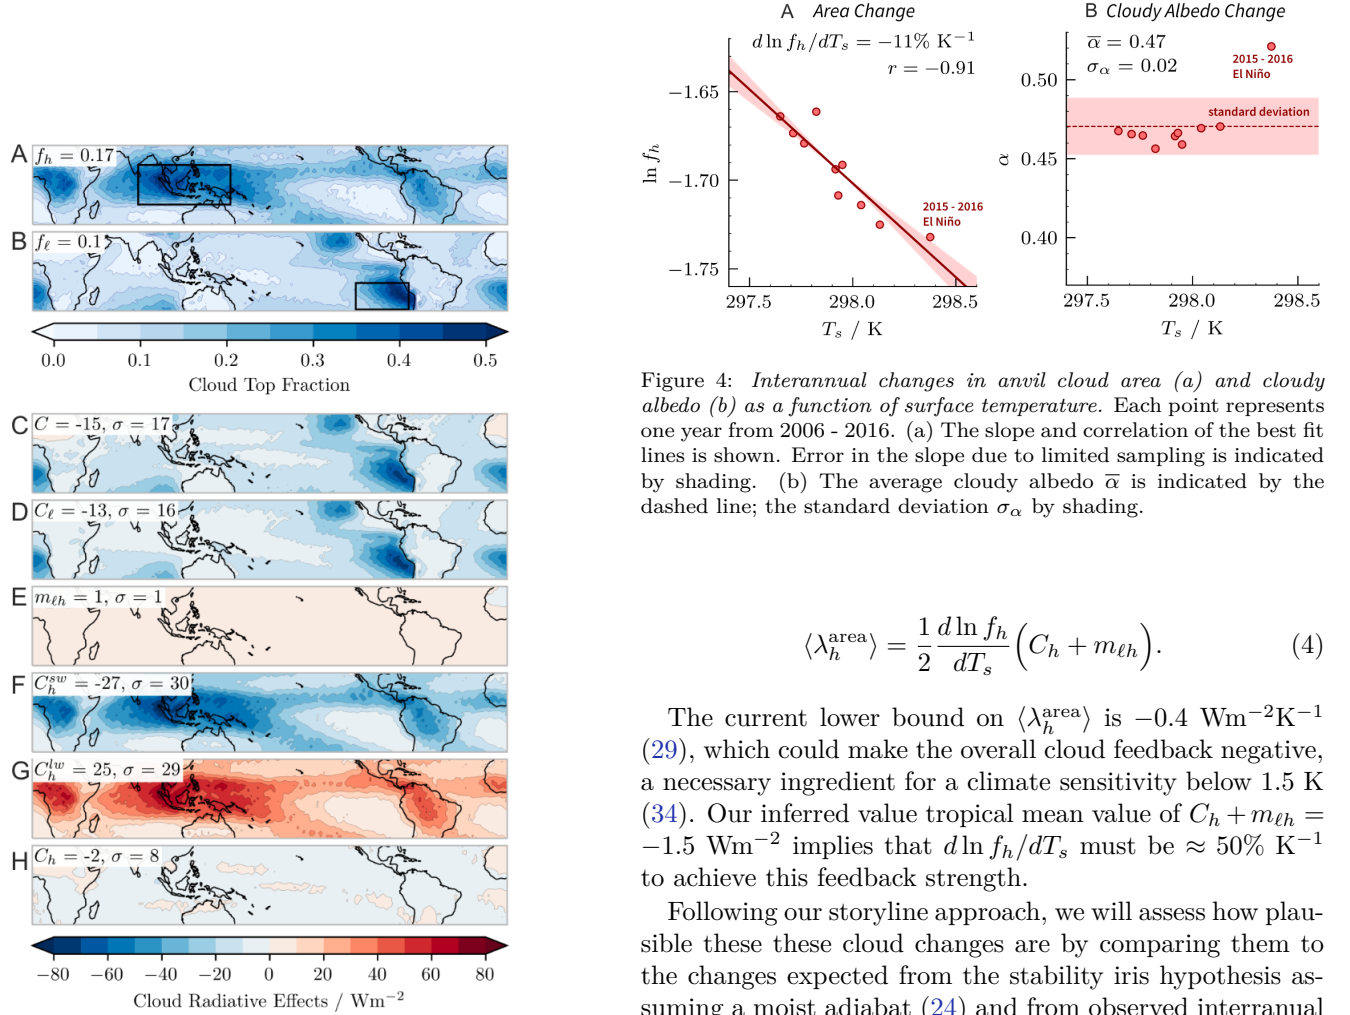 A
f_h = 0.17
B
f_ℓ = 0.1
0.0 0.1 0.2 0.3 0.4 0.5
Cloud Top Fraction
C
C = -15, σ = 17
D
C_ℓ = -13, σ = 16
E
m_ℓh = 1, σ = 1
F
C_h^sw = -27, σ = 30
G
C_h^lw = 25, σ = 29
H
C_h = -2, σ = 8
−80 −60 −40 −20 0 20 40 60 80
Cloud Radiative Effects / Wm⁻²
A Area Change
d ln f_h/dT_s = −11% K⁻¹
r = −0.91
−1.65
−1.70
−1.75
ln f_h
2015 - 2016
El Niño
297.5 298.0 298.5
T_s / K
B Cloudy Albedo Change
α̅ = 0.47
σ_α = 0.02
2015 - 2016
El Niño
standard deviation
0.50
0.45
0.40
α
297.5 298.0 298.5
T_s / K
Figure 4: Interannual changes in anvil cloud area (a) and cloudy
albedo (b) as a function of surface temperature. Each point represents
one year from 2006 - 2016. (a) The slope and correlation of the best fit
lines is shown. Error in the slope due to limited sampling is indicated
by shading. (b) The average cloudy albedo α̅ is indicated by the
dashed line; the standard deviation σ_α by shading.
⟨λ_h^area⟩ = 1/2 d ln f_h/dT_s (C_h + m_ℓh). (4)
The current lower bound on ⟨λ_h^area⟩ is −0.4 Wm⁻²K⁻¹
(29), which could make the overall cloud feedback negative,
a necessary ingredient for a climate sensitivity below 1.5 K
(34). Our inferred value tropical mean value of C_h + m_ℓh =
−1.5 Wm⁻² implies that d ln f_h/dT_s must be ≈ 50% K⁻¹
to achieve this feedback strength.
Following our storyline approach, we will assess how plau-
sible these these cloud changes are by comparing them to
the changes expected from the stability iris hypothesis as-
suming a moist adiabat (24) and from observed interranual